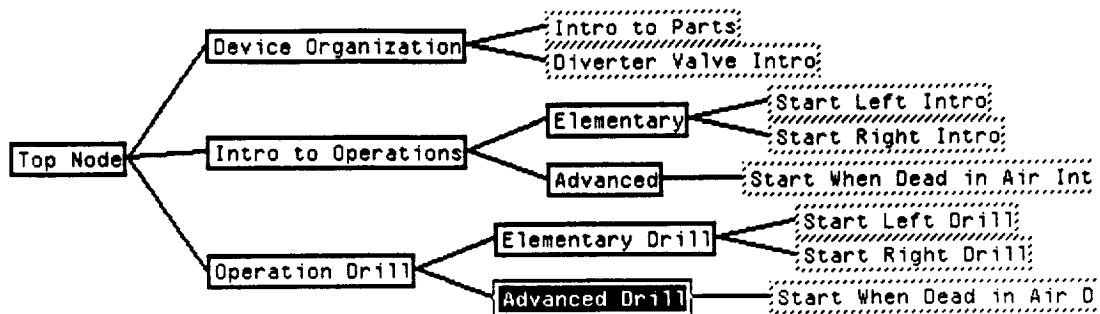 Intro to Parts
Device Organization
Diverter Valve Intro
Start Left Intro
Elementary
Start Right Intro
Top Node
Intro to Operations
Advanced
Start When Dead in Air Int
Start Left Drill
Elementary Drill
Start Right Drill
Operation Drill
Advanced Drill
Start When Dead in Air D